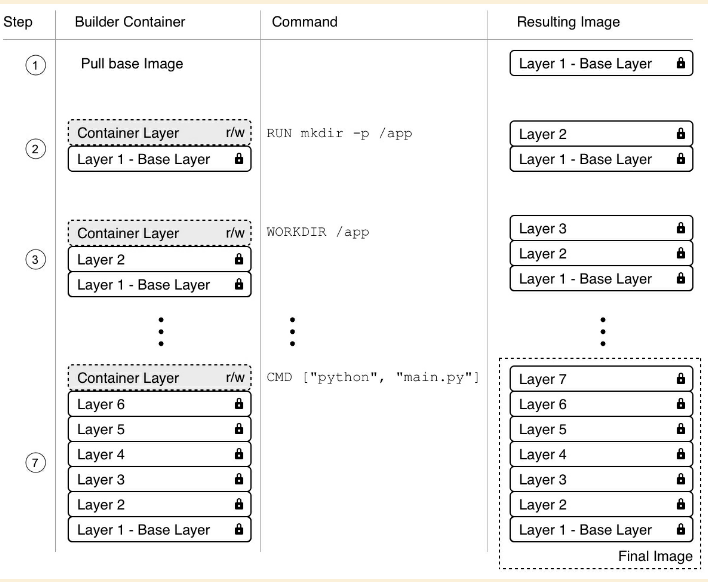 Step Builder Container Command Resulting Image
1 Pull base Image Layer 1 - Base Layer
2
Container Layer r/w RUN mkdir -p /app Layer 2
Layer 1 - Base Layer Layer 1 - Base Layer
3
Container Layer r/w WORKDIR /app Layer 3
Layer 2 Layer 2
Layer 1 - Base Layer Layer 1 - Base Layer
7
Container Layer r/w CMD ["python", "main.py"] Layer 7
Layer 6 Layer 6
Layer 5 Layer 5
Layer 4 Layer 4
Layer 3 Layer 3
Layer 2 Layer 2
Layer 1 - Base Layer Layer 1 - Base Layer
Final Image